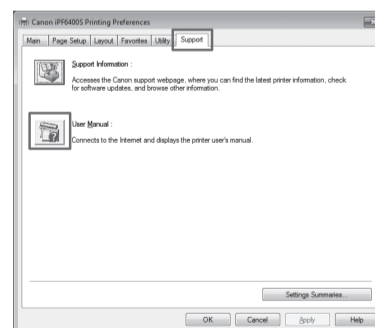 Canon iPF6400S Printing Preferences
Main Page Setup Layout Favorites Utility Support
Support Information :
Accesses the Canon support webpage, where you can find the latest printer information, check
for software updates, and browse other information.
User Manual :
Connects to the Internet and displays the printer user's manual.
Settings Summaries...
OK Cancel Apply Help